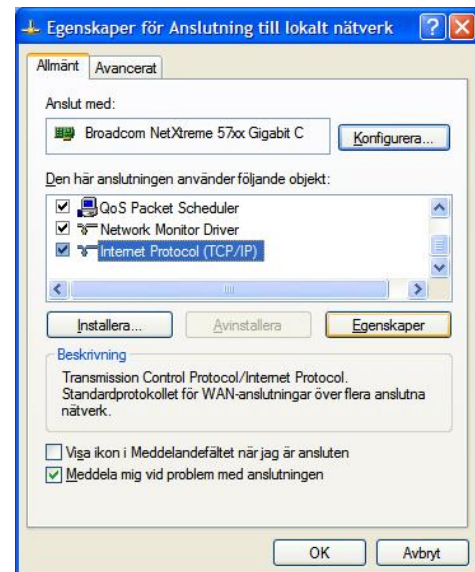 Egenskaper för Anslutning till lokalt nätverk
Allmänt Avancerat
Anslut med:
Broadcom NetXtreme 57xx Gigabit C
Konfigurera...
Den här anslutningen använder följande objekt:
QoS Packet Scheduler
Network Monitor Driver
Internet Protocol (TCP/IP)
Installera... Avinstallera Egenskaper
Beskrivning
Transmission Control Protocol/Internet Protocol.
Standardprotokollet för WAN-anslutningar över flera anslutna
nätverk.
Visa ikon i Meddelandefältet när jag är ansluten
Meddela mig vid problem med anslutningen
OK Avbryt